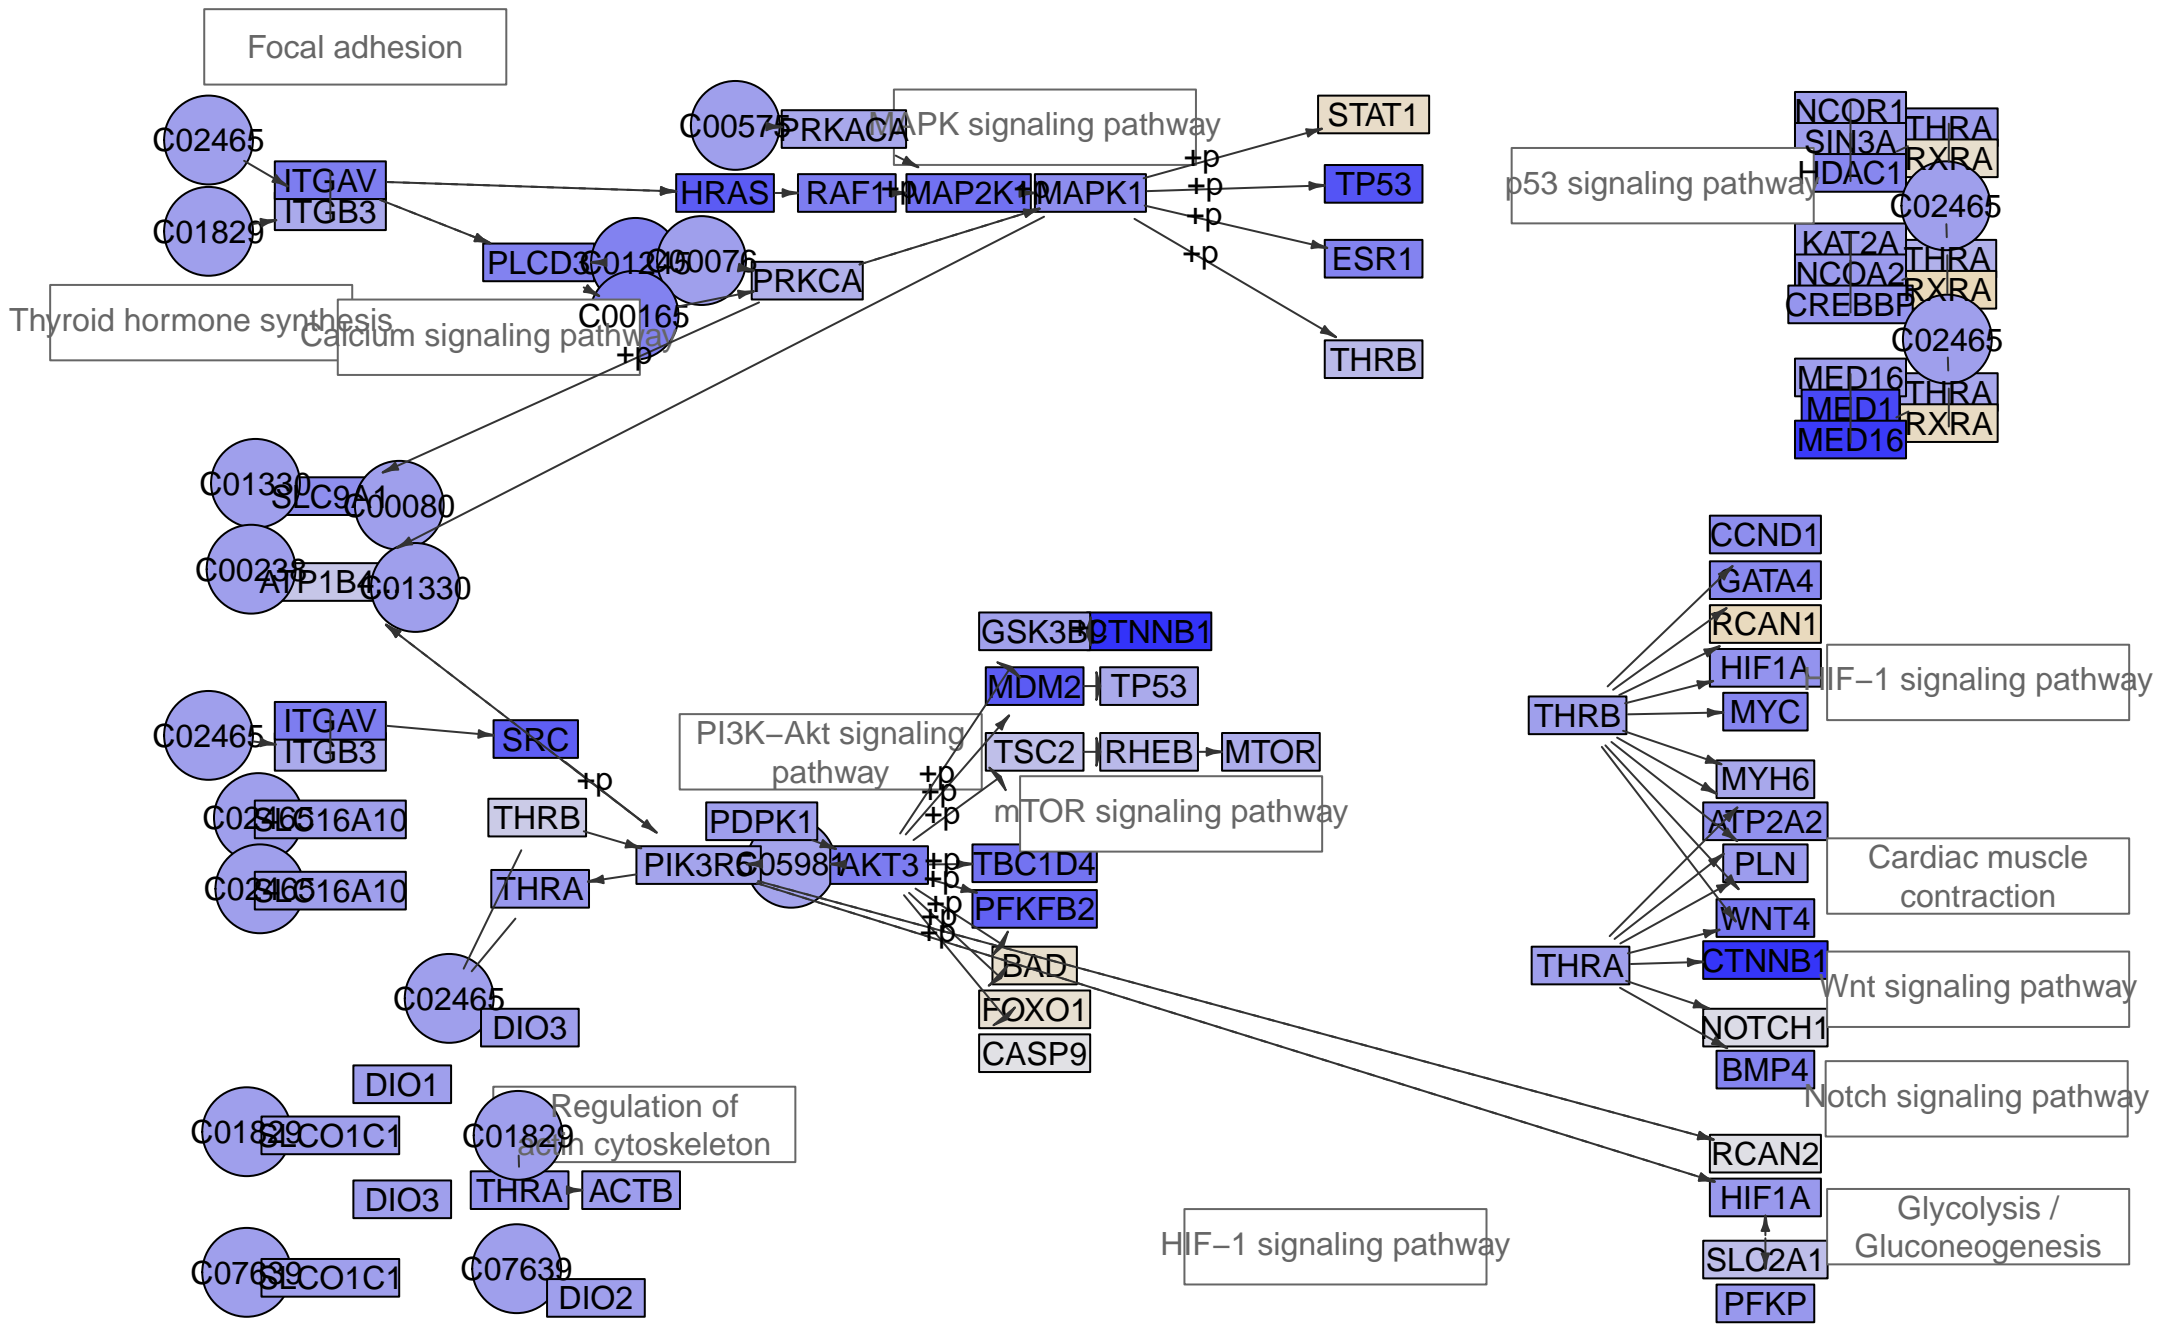 Focal adhesion
C02465
ITGAV
ITGB3
C01829
C00575
PRKACA
MAPK signaling pathway
HRAS
RAF1
+p
MAP2K1
+p
MAPK1
STAT1
+p
TP53
+p
ESR1
+p
THRB
+p
PLCD3
C01245
C00076
PRKCA
C00165
Thyroid hormone synthesis
Calcium signaling pathway
+p
p53 signaling pathway
NCOR1
SIN3A
HDAC1
THRA
RXRA
C02465
KAT2A
NCOA2
CREBBP
THRA
RXRA
C02465
MED16
MED1
MED16
THRA
RXRA
C01330
SLC9A1
C00080
C00238
ATP1B4..
C01330
GSK3B
+p
CTNNB1
MDM2
TP53
TSC2
RHEB
MTOR
PI3K−Akt signaling
pathway
mTOR signaling pathway
C02465
ITGAV
ITGB3
SRC
+p
C02465
SLC16A10
C02465
SLC16A10
THRB
THRA
PIK3R6
PDPK1
C05981
AKT3
+p
+p
+p
+p
+p
+p
+p
+p
TBC1D4
PFKFB2
BAD
FOXO1
CASP9
C02465
DIO3
DIO1
C01829
SLCO1C1
DIO3
Regulation of
actin cytoskeleton
C01829
THRA
ACTB
C07639
SLCO1C1
C07639
DIO2
CCND1
GATA4
RCAN1
HIF1A
HIF−1 signaling pathway
THRB
MYC
MYH6
ATP2A2
PLN
Cardiac muscle
contraction
WNT4
THRA
CTNNB1
Wnt signaling pathway
NOTCH1
BMP4
Notch signaling pathway
RCAN2
HIF1A
Glycolysis /
Gluconeogenesis
SLC2A1
PFKP
HIF−1 signaling pathway